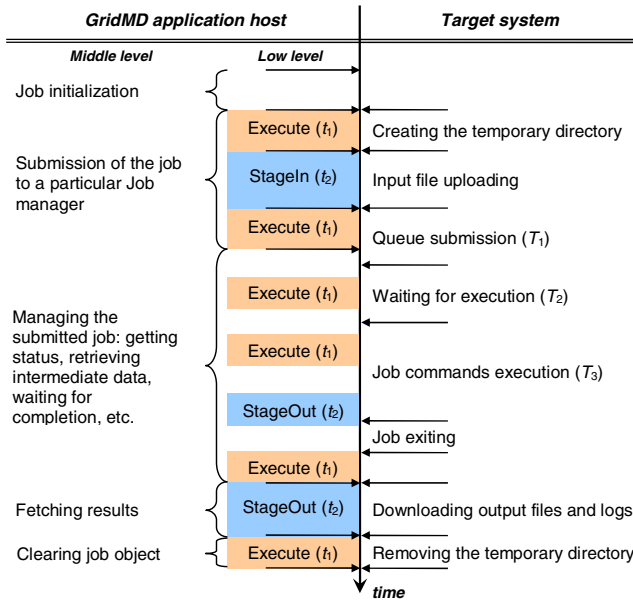 GridMD application host
Target system
Middle level
Low level
Job initialization
Execute (t1)
Creating the temporary directory
Submission of the job
to a particular Job
manager
StageIn (t2)
Input file uploading
Execute (t1)
Queue submission (T1)
Execute (t1)
Waiting for execution (T2)
Managing the
submitted job: getting
status, retrieving
intermediate data,
waiting for
completion, etc.
Execute (t1)
Job commands execution (T3)
StageOut (t2)
Job exiting
Execute (t1)
Fetching results
StageOut (t2)
Downloading output files and logs
Clearing job object
Execute (t1)
Removing the temporary directory
time